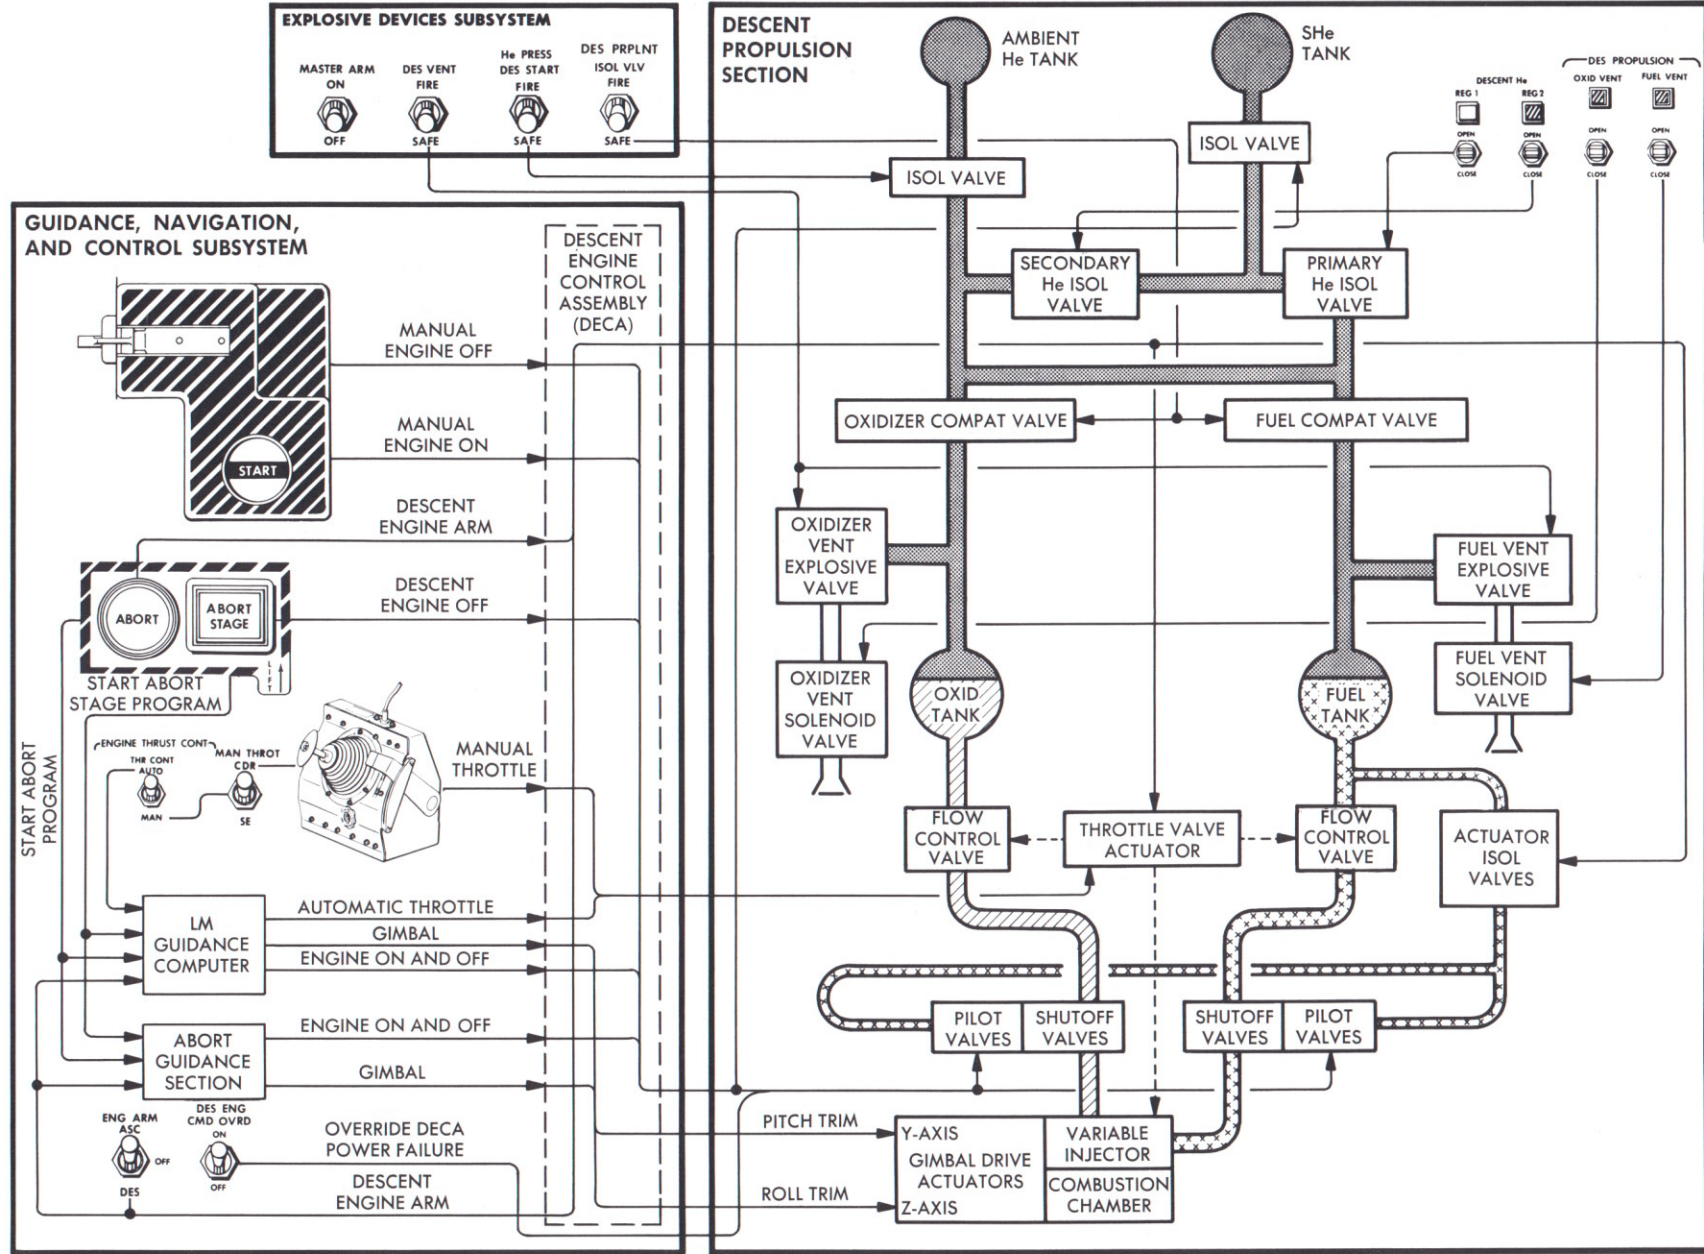 EXPLOSIVE DEVICES SUBSYSTEM
MASTER ARM
ON
OFF
DES VENT
FIRE
SAFE
He PRESS
DES START
FIRE
SAFE
DES PRPLNT
ISOL VLV
FIRE
SAFE
DESCENT
PROPULSION
SECTION
AMBIENT
He TANK
SHe
TANK
DESCENT He
REG 1
REG 2
OPEN
CLOSE
OPEN
CLOSE
DES PROPULSION
OXID VENT
FUEL VENT
OPEN
CLOSE
OPEN
CLOSE
ISOL VALVE
ISOL VALVE
SECONDARY
He ISOL
VALVE
PRIMARY
He ISOL
VALVE
OXIDIZER COMPAT VALVE
FUEL COMPAT VALVE
OXIDIZER
VENT
EXPLOSIVE
VALVE
FUEL VENT
EXPLOSIVE
VALVE
OXIDIZER
VENT
SOLENOID
VALVE
OXID
TANK
FUEL
TANK
FUEL VENT
SOLENOID
VALVE
FLOW
CONTROL
VALVE
THROTTLE VALVE
ACTUATOR
FLOW
CONTROL
VALVE
ACTUATOR
ISOL
VALVES
PILOT
VALVES
SHUTOFF
VALVES
SHUTOFF
VALVES
PILOT
VALVES
PITCH TRIM
ROLL TRIM
Y-AXIS
GIMBAL DRIVE
ACTUATORS
Z-AXIS
VARIABLE
INJECTOR
COMBUSTION
CHAMBER
GUIDANCE, NAVIGATION,
AND CONTROL SUBSYSTEM
DESCENT
ENGINE
CONTROL
ASSEMBLY
(DECA)
MANUAL
ENGINE OFF
MANUAL
ENGINE ON
START
DESCENT
ENGINE ARM
DESCENT
ENGINE OFF
ABORT
ABORT
STAGE
LIFT
START ABORT
STAGE PROGRAM
START ABORT
PROGRAM
ENGINE THRUST CONT
THR CONT
AUTO
MAN
MAN THROT
CDR
SE
MANUAL
THROTTLE
LM
GUIDANCE
COMPUTER
AUTOMATIC THROTTLE
GIMBAL
ENGINE ON AND OFF
ABORT
GUIDANCE
SECTION
ENGINE ON AND OFF
GIMBAL
ENG ARM
ASC
OFF
DES
DES ENG
CMD OVRD
ON
OFF
OVERRIDE DECA
POWER FAILURE
DESCENT
ENGINE ARM